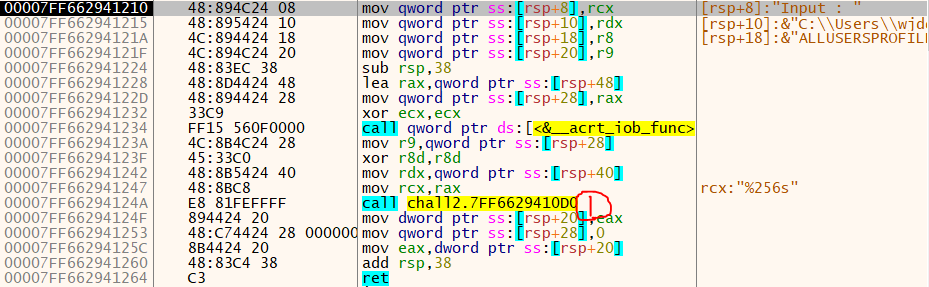 00007FF662941210 48:894C24 08 mov qword ptr ss:[rsp+8],rcx [rsp+8]:"Input : "
00007FF662941215 48:895424 10 mov qword ptr ss:[rsp+10],rdx [rsp+10]:&"C:\\Users\\wjdc
00007FF66294121A 4C:894424 18 mov qword ptr ss:[rsp+18],r8 [rsp+18]:&"ALLUSERSPROFIL
00007FF66294121F 4C:894C24 20 mov qword ptr ss:[rsp+20],r9
00007FF662941224 48:83EC 38 sub rsp,38
00007FF662941228 48:8D4424 48 lea rax,qword ptr ss:[rsp+48]
00007FF66294122D 48:894424 28 mov qword ptr ss:[rsp+28],rax
00007FF662941232 33C9 xor ecx,ecx
00007FF662941234 FF15 560F0000 call qword ptr ds:[<&__acrt_iob_func>
00007FF66294123A 4C:8B4C24 28 mov r9,qword ptr ss:[rsp+28]
00007FF66294123F 45:33C0 xor r8d,r8d
00007FF662941242 48:8B5424 40 mov rdx,qword ptr ss:[rsp+40]
00007FF662941247 48:8BC8 mov rcx,rax rcx:"%256s"
00007FF66294124A E8 81FEFFFF call chall2.7FF6629410D0 1
00007FF66294124F 894424 20 mov dword ptr ss:[rsp+20],eax
00007FF662941253 48:C74424 28 000000 mov qword ptr ss:[rsp+28],0
00007FF66294125C 8B4424 20 mov eax,dword ptr ss:[rsp+20]
00007FF662941260 48:83C4 38 add rsp,38
00007FF662941264 C3 ret